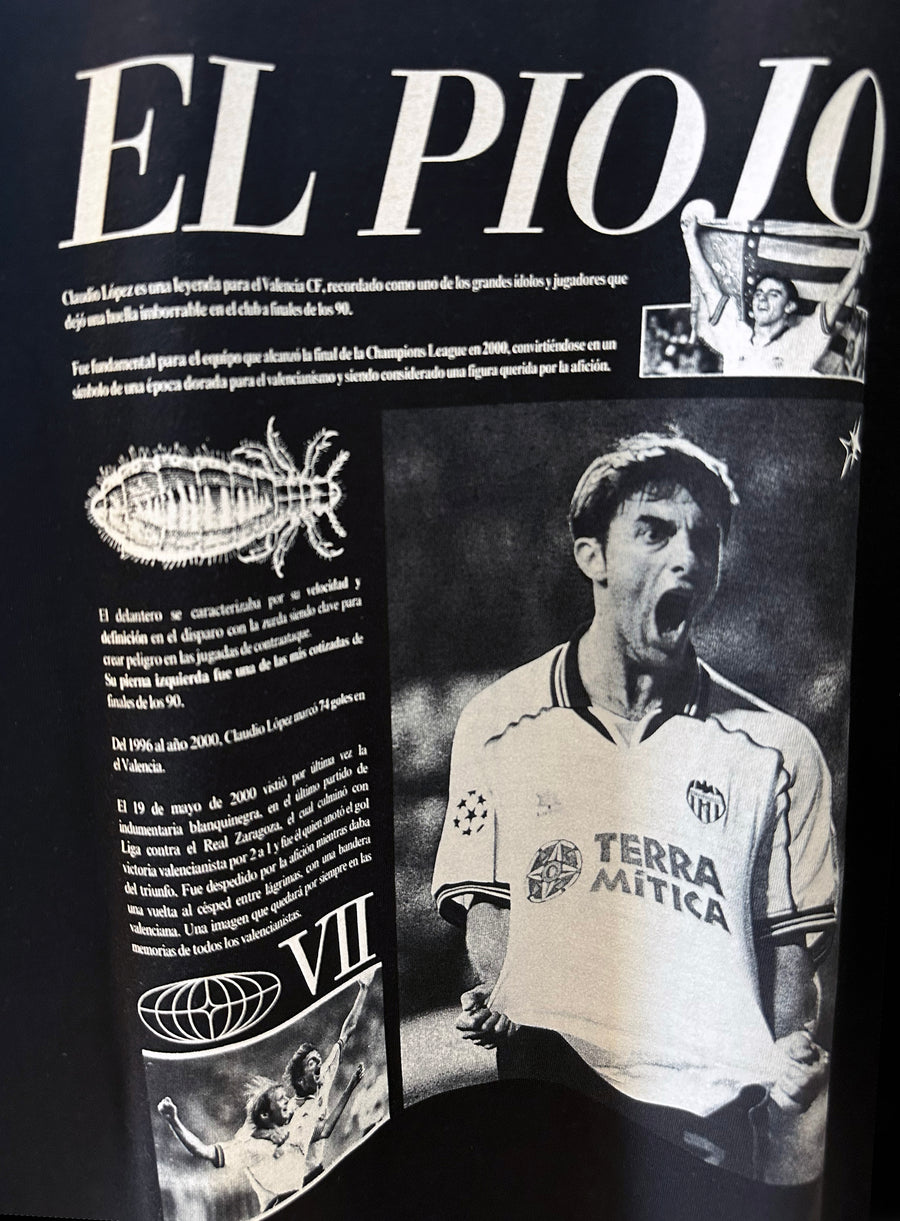 EL PIOJO
Claudio López es una leyenda para el Valencia CF, recordado como uno de los grandes ídolos y jugadores que
dejó una huella imborrable en el club a finales de los 90.
Fue fundamental para el equipo que alcanzó la final de la Champions League en 2000, convirtiéndose en un
símbolo de una época dorada para el valencianismo y siendo considerado una figura querida por la afición.
El delantero se caracterizaba por su velocidad y
definición en el disparo con la zurda siendo clave para
crear peligro en las jugadas de contraataque.
Su pierna izquierda fue una de las más cotizadas de
finales de los 90.
Del 1996 al año 2000, Claudio López marcó 74 goles en
el Valencia.
El 19 de mayo de 2000 vistió por última vez la
indumentaria blanquinegra, en el último partido de
Liga contra el Real Zaragoza, el cual culminó con
victoria valencianista por 2 a 1 y fue él quien anotó el gol
del triunfo. Fue despedido por la afición mientras daba
una vuelta al césped entre lágrimas, con una bandera
valenciana. Una imagen que quedará por siempre en las
memorias de todos los valencianistas.
VII
TERRA
MÍTICA